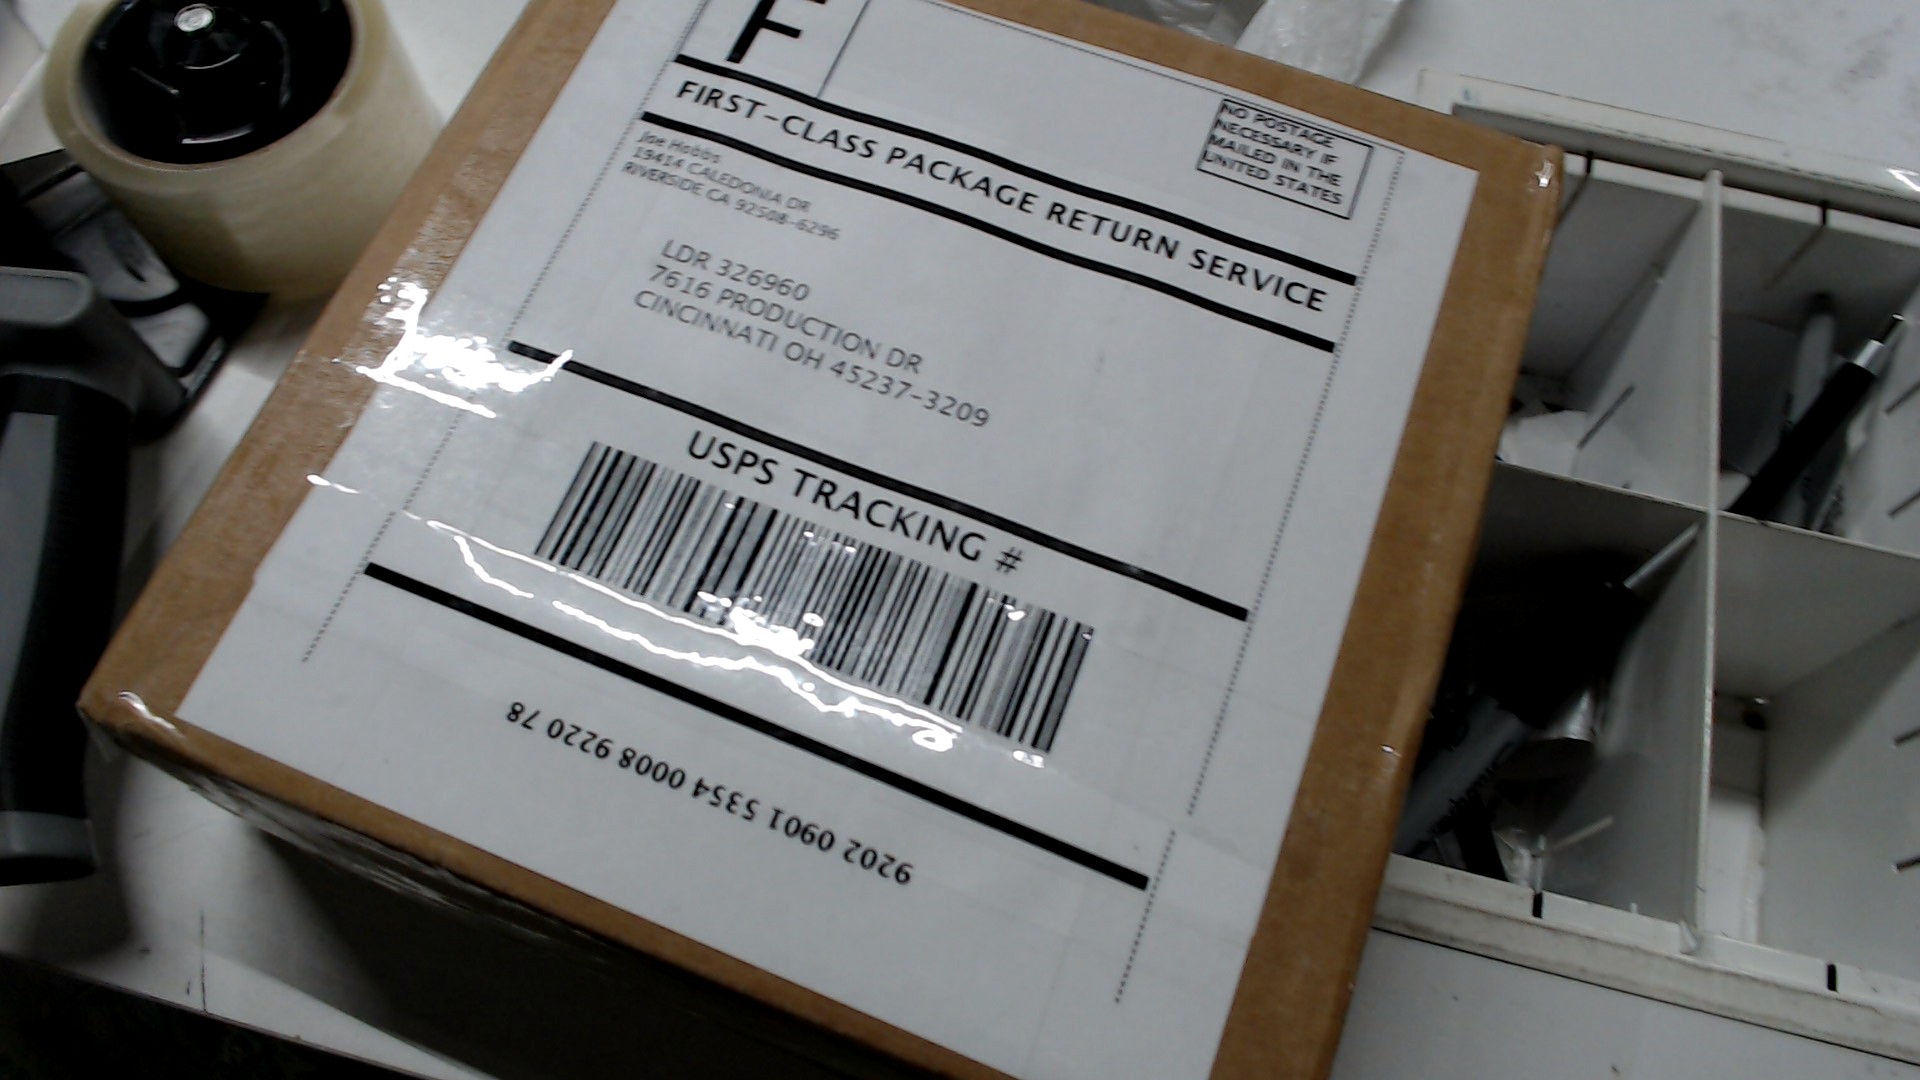 F
NO POSTAGE
NECESSARY IF
MAILED IN THE
UNITED STATES
FIRST-CLASS PACKAGE RETURN SERVICE
Joe Hobbs
19414 CALEDONIA DR
RIVERSIDE CA 92508-6296
LDR 326960
7616 PRODUCTION DR
CINCINNATI OH 45237-3209
USPS TRACKING #
9202 0901 5354 0008 9220 78